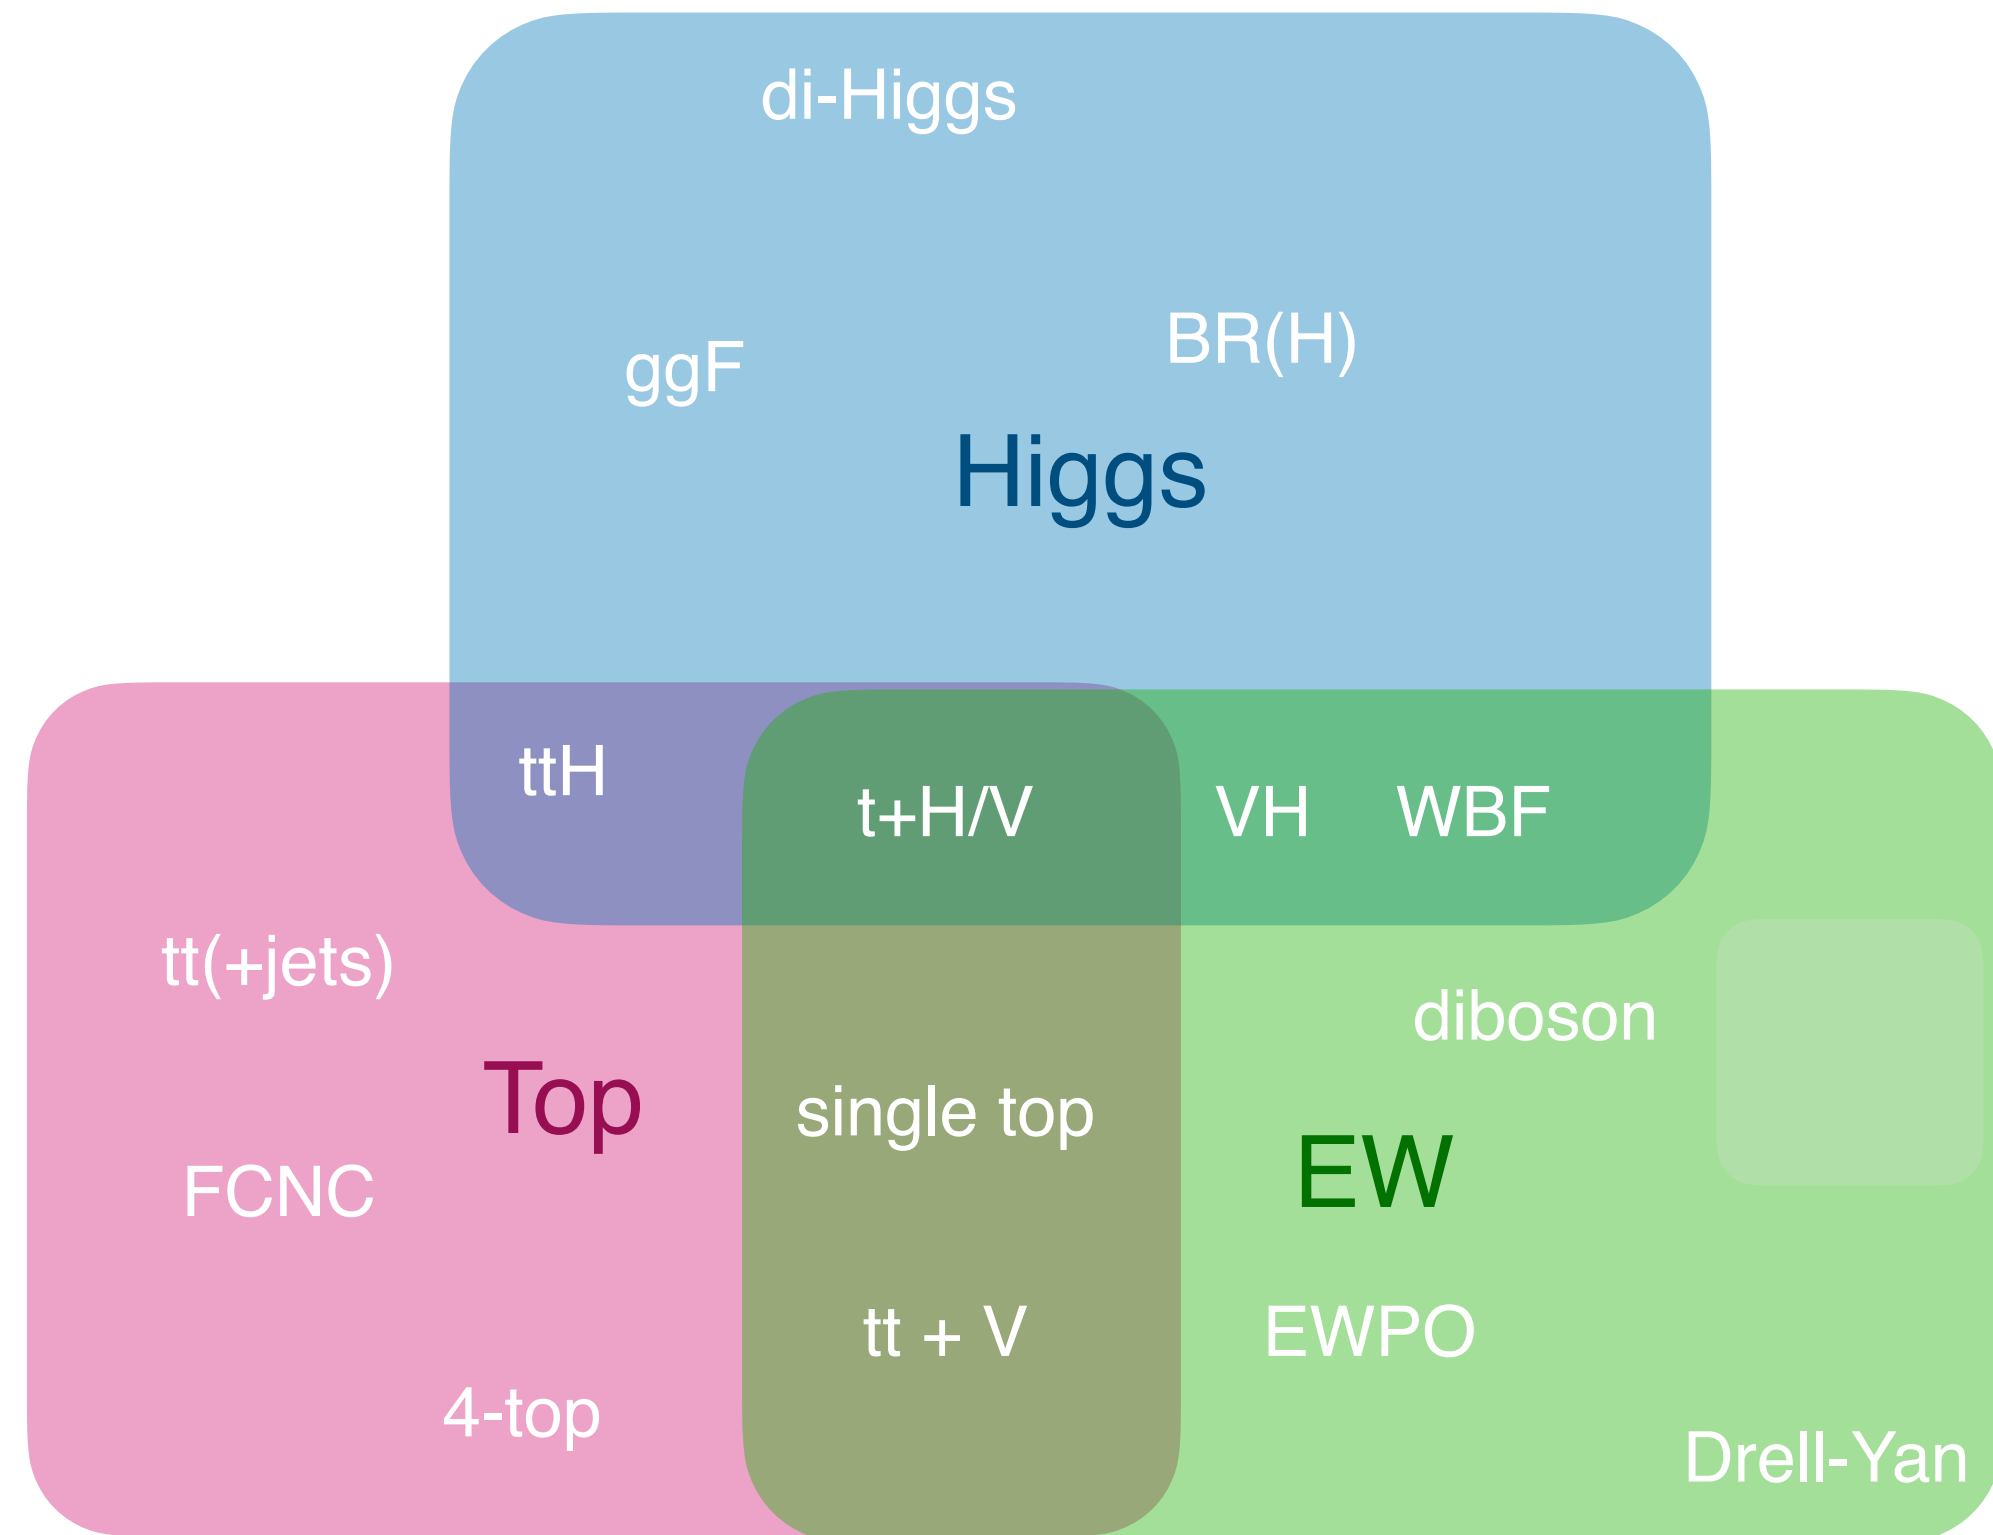 di-Higgs
BR(H)
ggF
Higgs
ttH
t+H/V
VH
WBF
tt(+jets)
diboson
Top
single top
EW
FCNC
tt + V
EWPO
4-top
Drell-Yan